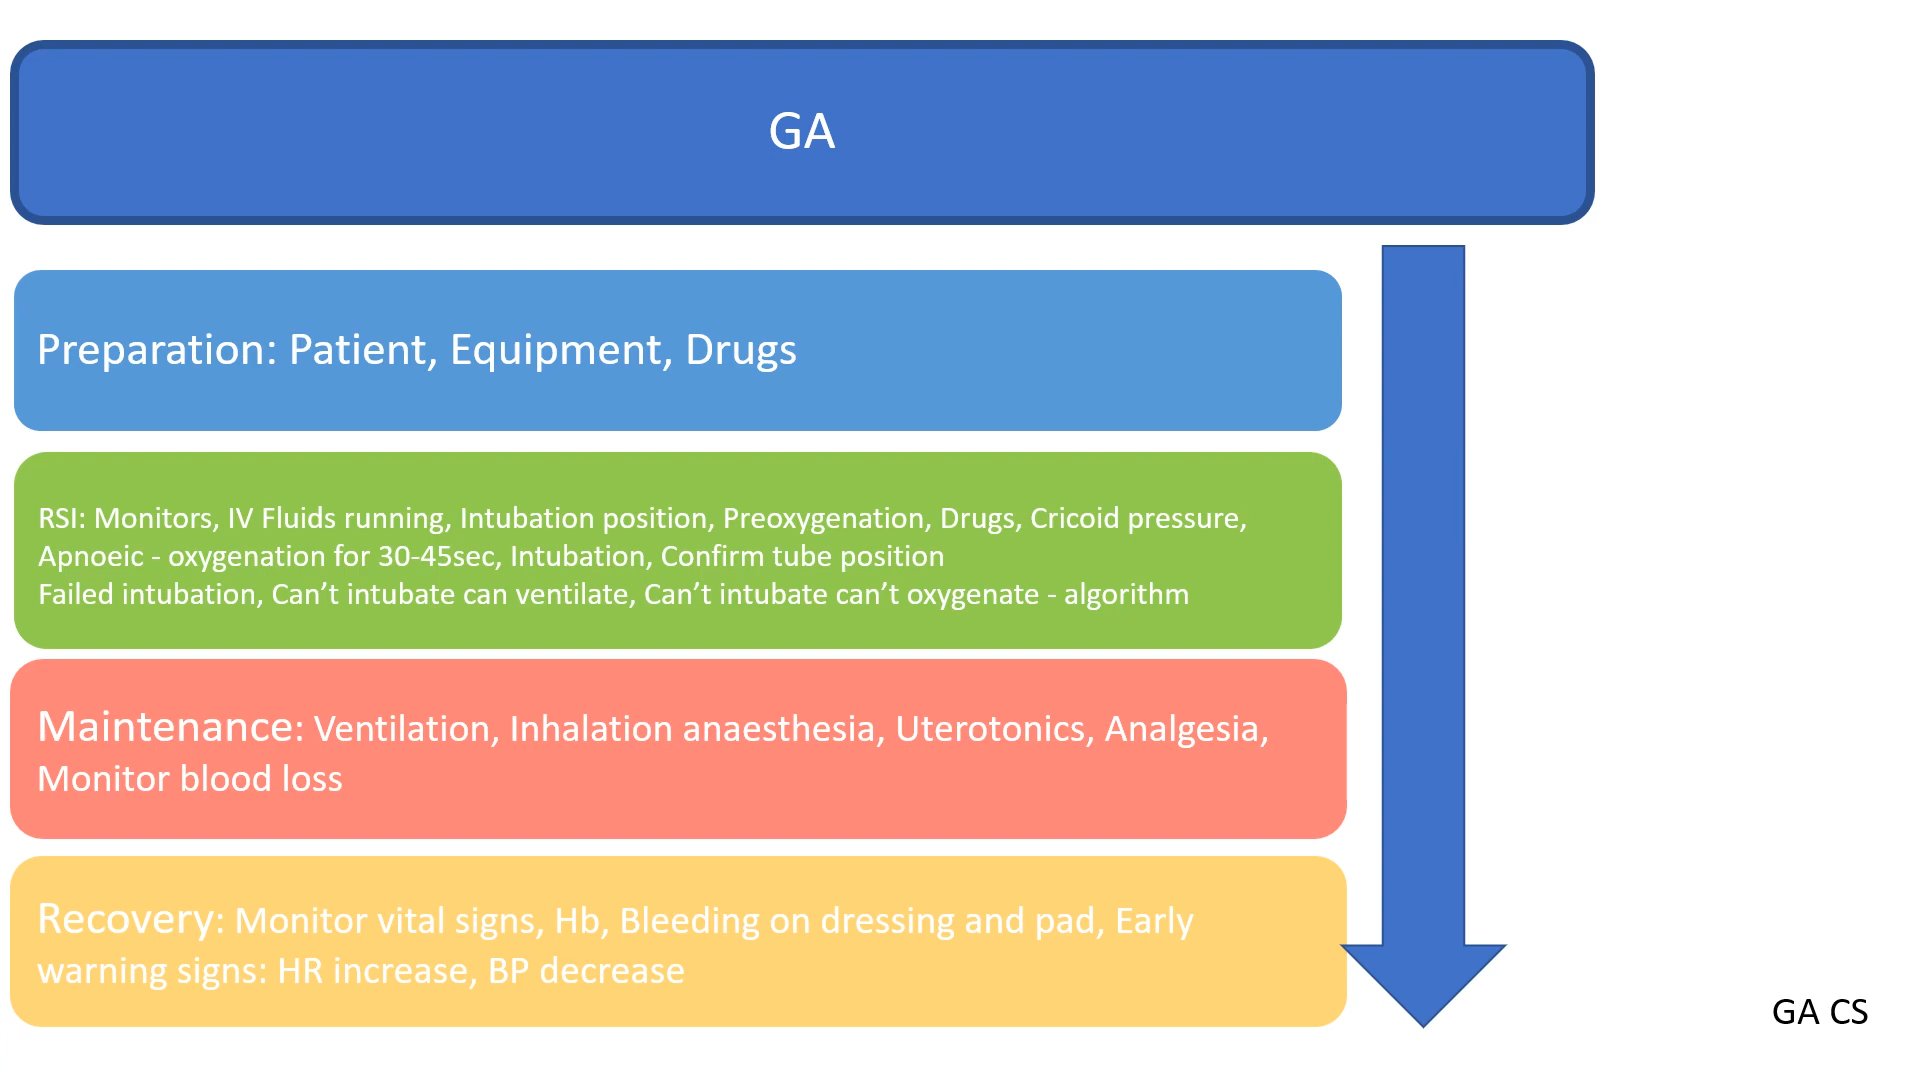 GA
Preparation: Patient, Equipment, Drugs
RSI: Monitors, IV Fluids running, Intubation position, Preoxygenation, Drugs, Cricoid pressure,
Apnoeic - oxygenation for 30-45sec, Intubation, Confirm tube position
Failed intubation, Can’t intubate can ventilate, Can’t intubate can’t oxygenate - algorithm
Maintenance: Ventilation, Inhalation anaesthesia, Uterotonics, Analgesia,
Monitor blood loss
Recovery: Monitor vital signs, Hb, Bleeding on dressing and pad, Early
warning signs: HR increase, BP decrease
GA CS